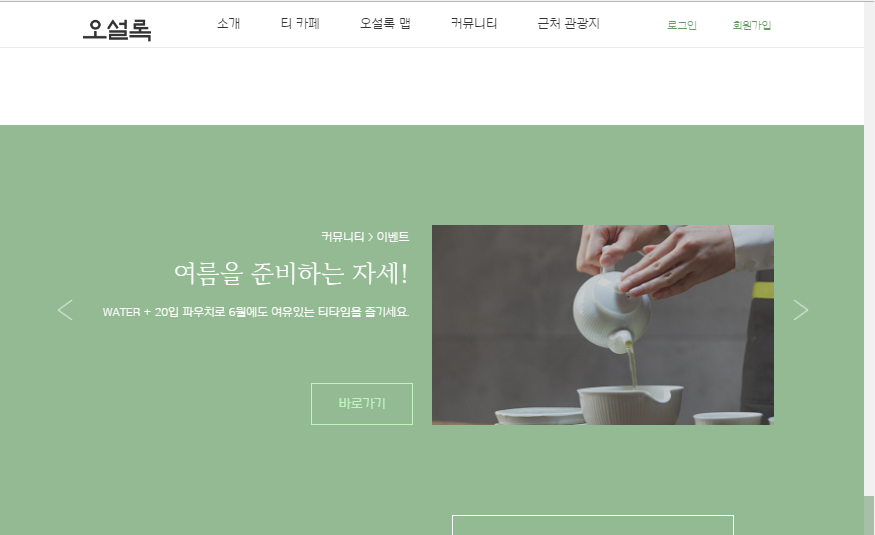 오설록
소개 티 카페 오설록 맵 커뮤니티 근처 관광지 로그인 회원가입
커뮤니티 > 이벤트
여름을 준비하는 자세!
WATER + 20입 파우치로 6월에도 여유있는 티타임을 즐기세요.
바로가기